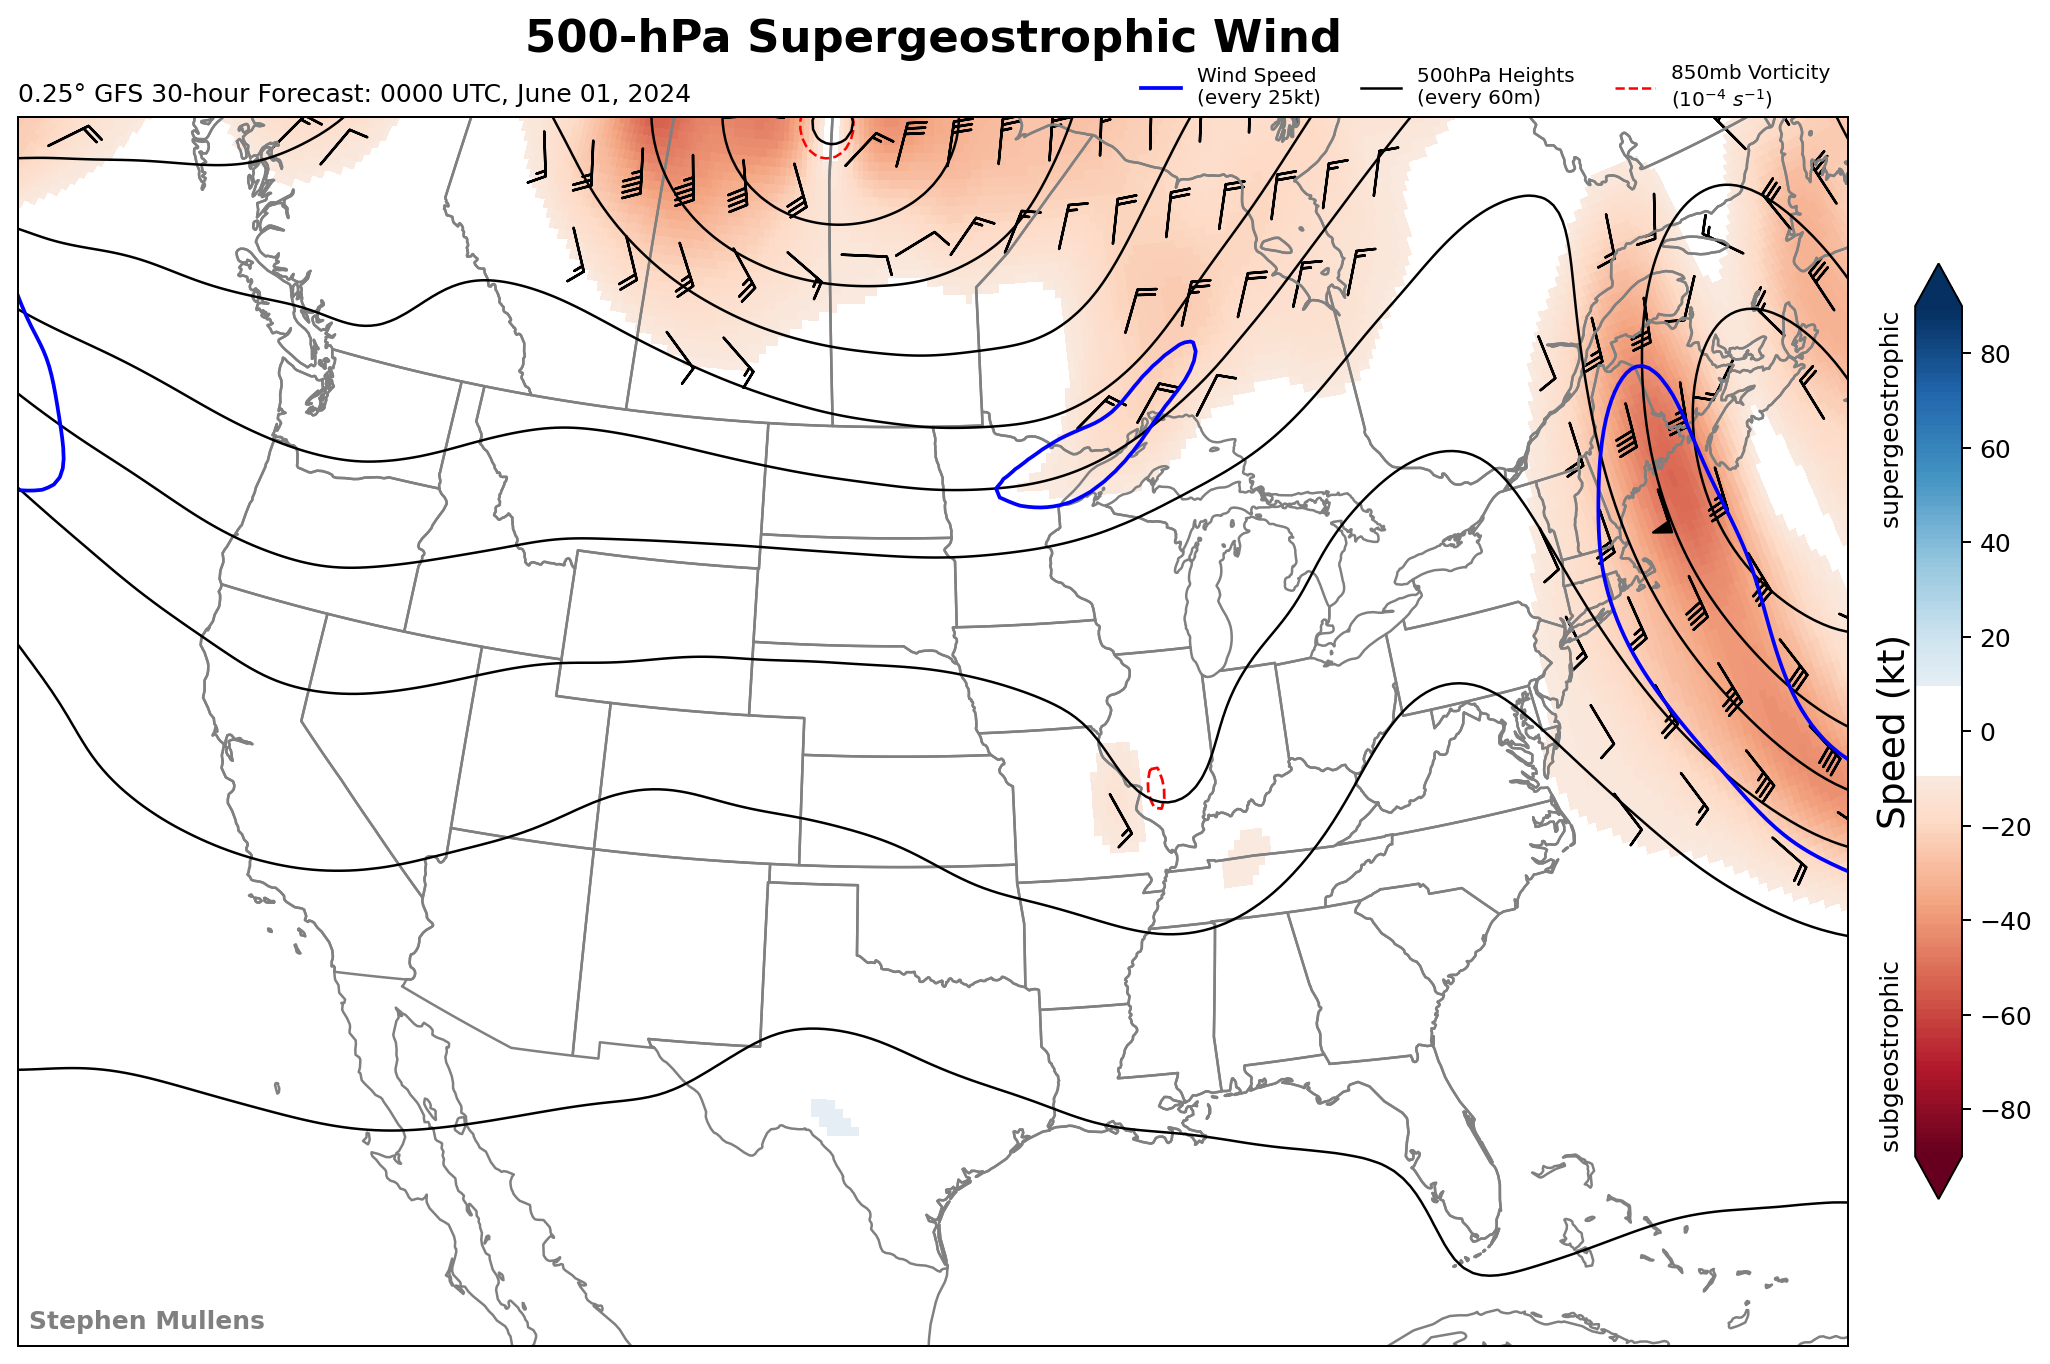 500-hPa Supergeostrophic Wind
0.25° GFS 30-hour Forecast: 0000 UTC, June 01, 2024
Wind Speed
(every 25kt)
500hPa Heights
(every 60m)
850mb Vorticity
(10⁻⁴ s⁻¹)
supergeostrophic
Speed (kt)
subgeostrophic
80
60
40
20
0
−20
−40
−60
−80
Stephen Mullens